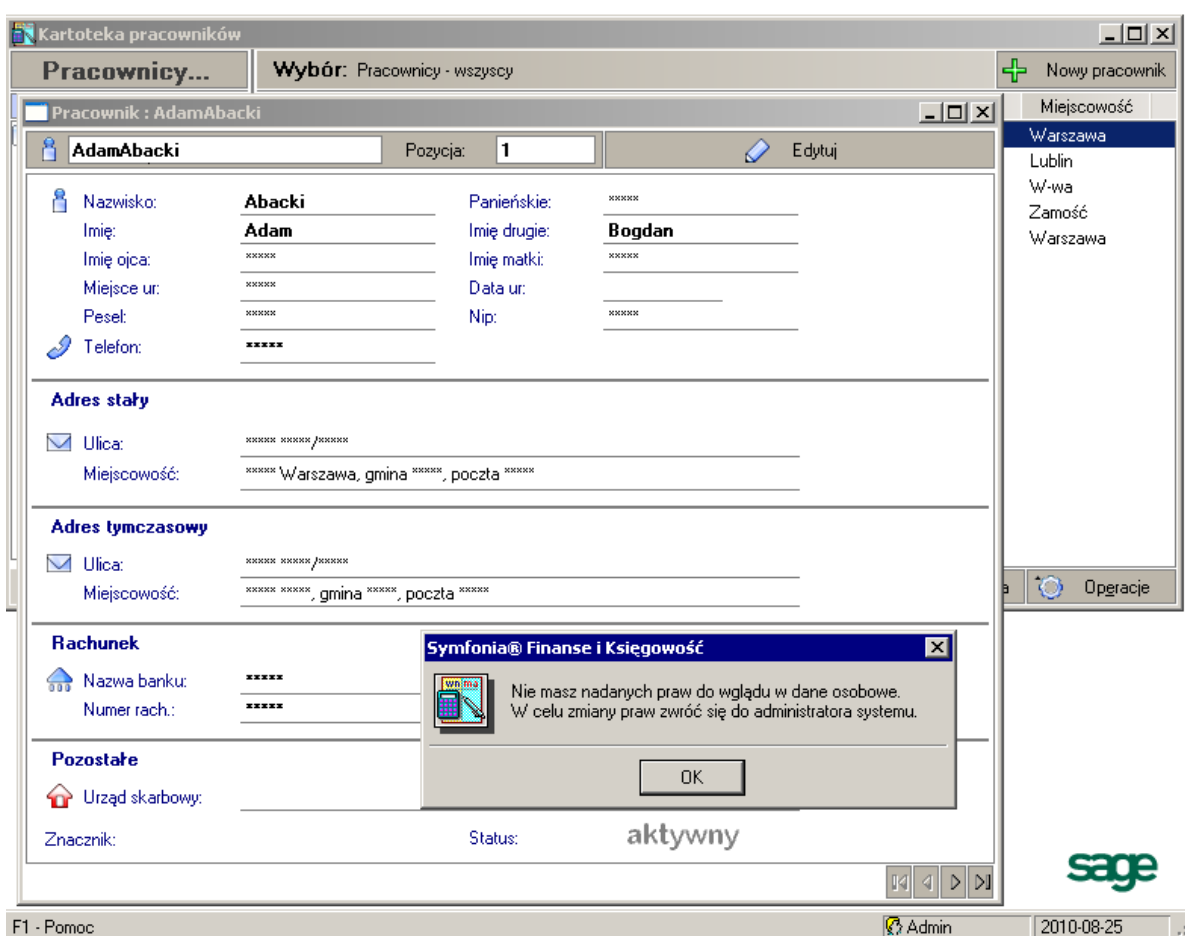 Kartoteka pracowników
Pracownicy... Wybór: Pracownicy - wszyscy Nowy pracownik
Pracownik : AdamAbacki
Miejscowość
Warszawa
Lublin
W-wa
Zamość
Warszawa
AdamAbacki Pozycja: 1 Edytuj
Nazwisko: Abacki Panieńskie: *****
Imię: Adam Imię drugie: Bogdan
Imię ojca: ***** Imię matki: *****
Miejsce ur: ***** Data ur:
Pesel: ***** Nip: *****
Telefon: *****
Adres stały
Ulica: ***** *****/*****
Miejscowość: ***** Warszawa, gmina *****, poczta *****
Adres tymczasowy
Ulica: ***** *****/*****
Miejscowość: ***** *****, gmina *****, poczta *****
Operacje
Rachunek
Nazwa banku: *****
Numer rach.: *****
Symfonia® Finanse i Księgowość
Nie masz nadanych praw do wglądu w dane osobowe.
W celu zmiany praw zwróć się do administratora systemu.
OK
Pozostałe
Urząd skarbowy:
Znacznik: Status: aktywny
sage
F1 - Pomoc Admin 2010-08-25